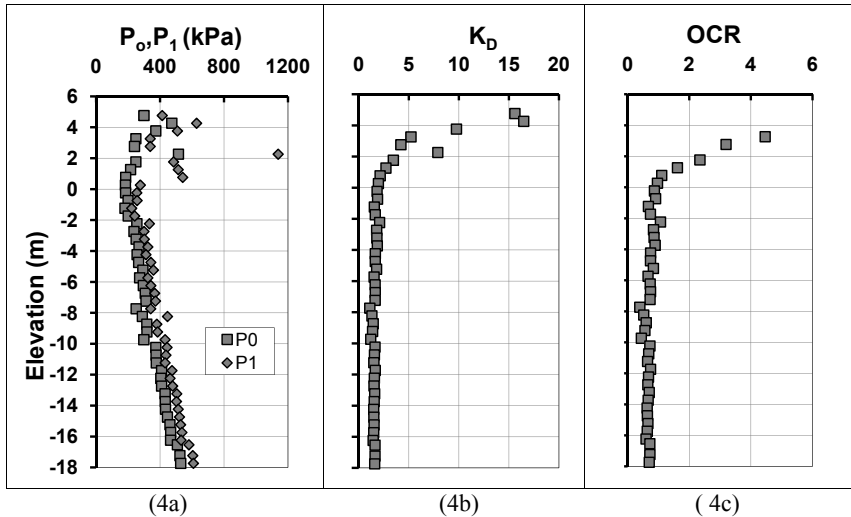 Pₒ,P₁ (kPa)
0 400 800 1200
K_D
0 5 10 15 20
OCR
0 2 4 6
Elevation (m)
6
4
2
0
-2
-4
-6
-8
-10
-12
-14
-16
-18
P0
P1
(4a)
(4b)
( 4c)